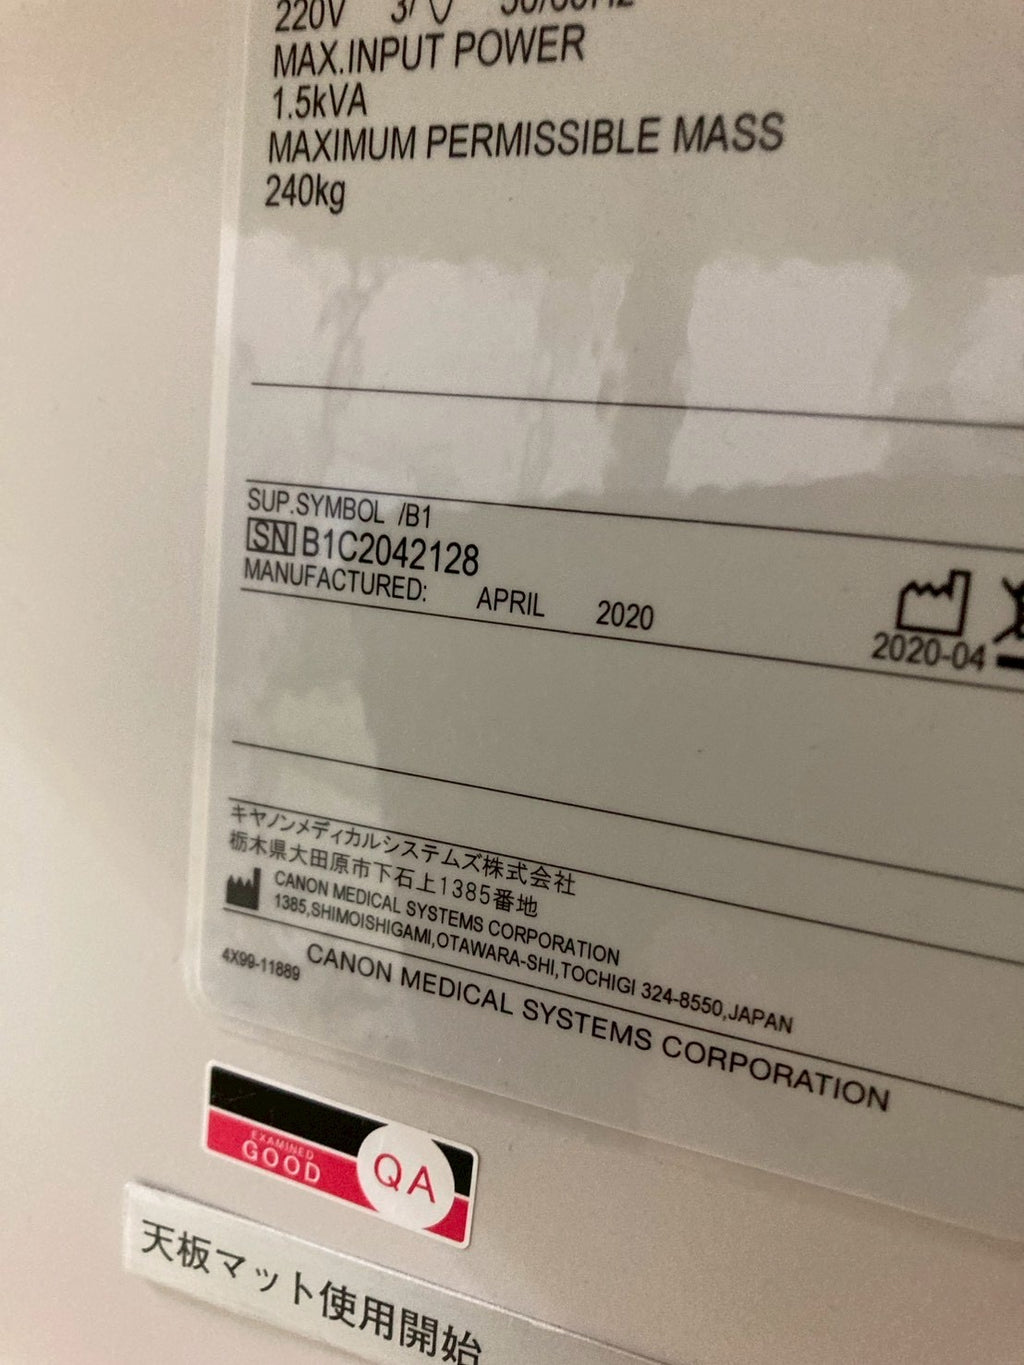 220V 3/ 50/60Hz
MAX.INPUT POWER
1.5kVA
MAXIMUM PERMISSIBLE MASS
240kg
SUP.SYMBOL /B1
SN B1C2042128
MANUFACTURED: APRIL 2020
2020-04
キヤノンメディカルシステムズ株式会社
栃木県大田原市下石上1385番地
CANON MEDICAL SYSTEMS CORPORATION
1385,SHIMOISHIGAMI,OTAWARA-SHI,TOCHIGI 324-8550,JAPAN
4X99-11889 CANON MEDICAL SYSTEMS CORPORATION
EXAMINED
GOOD
QA
天板マット使用開始